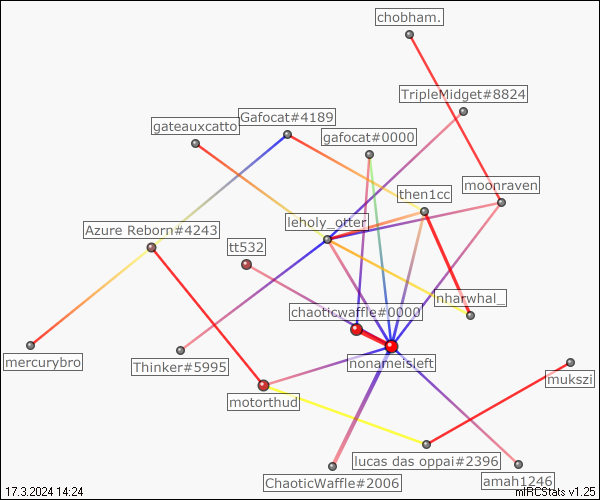 chobham.
TripleMidget#8824
Gafocat#4189
gateauxcatto
gafocat#0000
moonraven
then1cc
leholy_otter
Azure Reborn#4243
tt532
nharwhal_
chaoticwaffle#0000
mercurybro
Thinker#5995
nonameisleft
mukszi
motorthud
lucas das oppai#2396
ChaoticWaffle#2006
amah1246
17.3.2024 14:24
mIRCStats v1.25